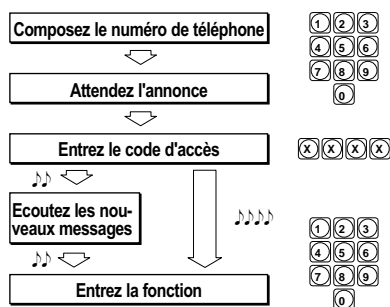 Composez le numéro de téléphone
1 2 3
4 5 6
7 8 9
0
Attendez l'annonce
Entrez le code d'accès
X X X X
Ecoutez les nou-
veaux messages
1 2 3
4 5 6
7 8 9
0
Entrez la fonction